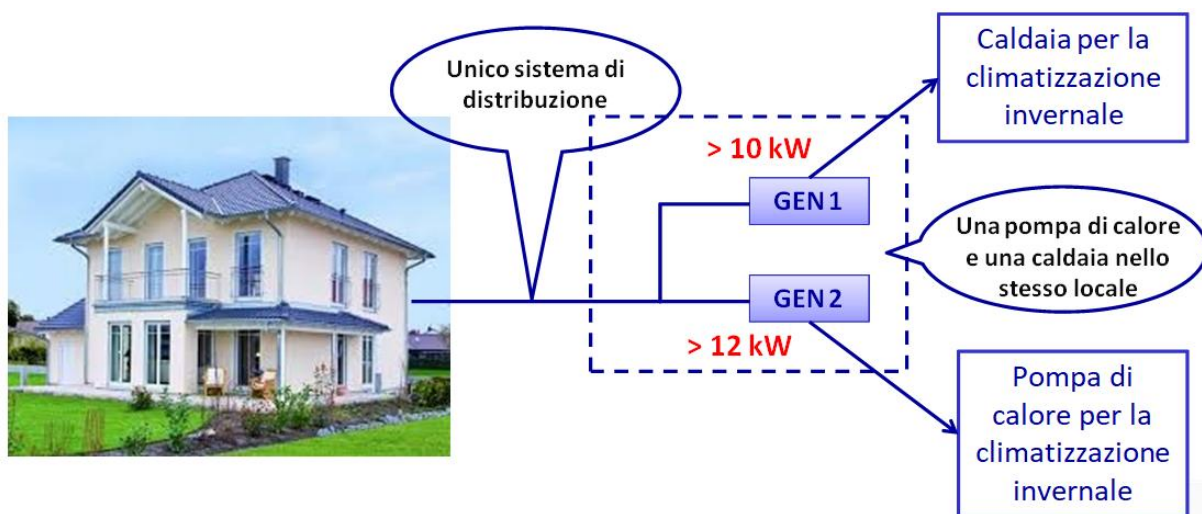 Unico sistema di
distribuzione
> 10 kW
GEN 1
GEN 2
> 12 kW
Caldaia per la
climatizzazione
invernale
Una pompa di calore
e una caldaia nello
stesso locale
Pompa di
calore per la
climatizzazione
invernale